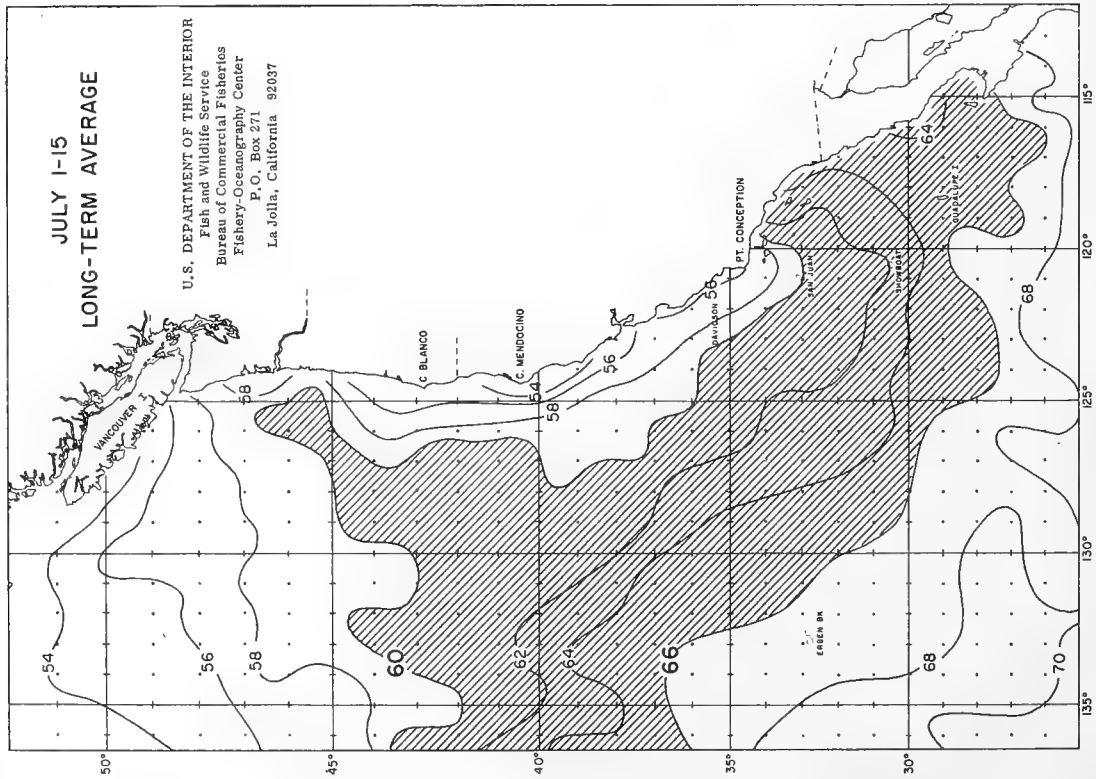 JULY 1-15
LONG-TERM AVERAGE
U.S. DEPARTMENT OF THE INTERIOR
Fish and Wildlife Service
Bureau of Commercial Fisheries
Fishery-Oceanography Center
P.O. Box 271
La Jolla, California 92037
VANCOUVER I
C BLANCO
C. MENDOCINO
PT. CONCEPTION
DAVIDSON
SAN JUAN
SHOWBOAT
GUADALUPE I
ERBEN BK
54
56
58
60
62
64
66
68
70
58
54
58
56
56
64
68
50°
45°
40°
35°
30°
115°
120°
125°
130°
135°